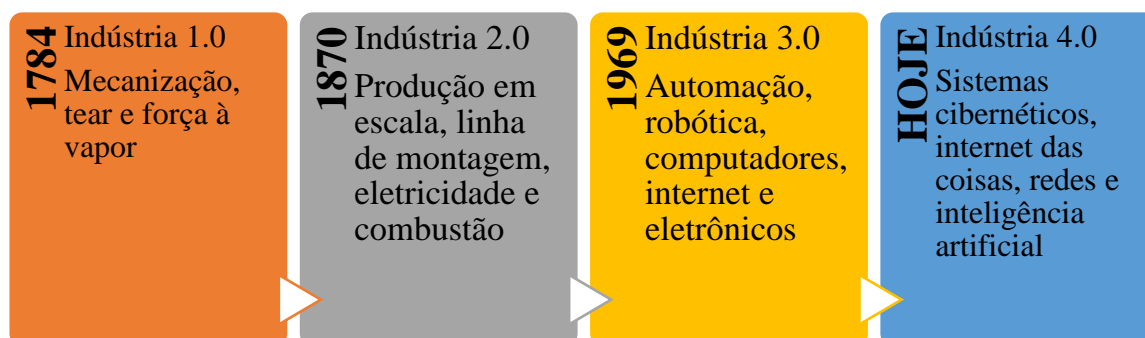 1784
Indústria 1.0
Mecanização,
tear e força à
vapor
1870
Indústria 2.0
Produção em
escala, linha
de montagem,
eletricidade e
combustão
1969
Indústria 3.0
Automação,
robótica,
computadores,
internet e
eletrônicos
HOJE
Indústria 4.0
Sistemas
cibernéticos,
internet das
coisas, redes e
inteligência
artificial